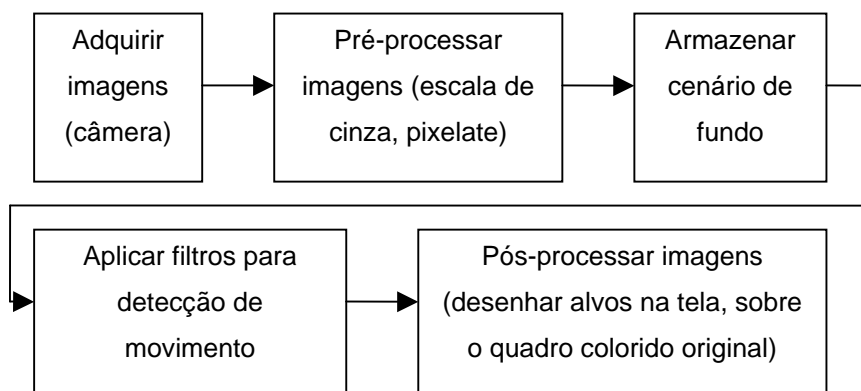 Adquirir
imagens
(câmera)
Pré-processar
imagens (escala de
cinza, pixelate)
Armazenar
cenário de
fundo
Aplicar filtros para
detecção de
movimento
Pós-processar imagens
(desenhar alvos na tela, sobre
o quadro colorido original)